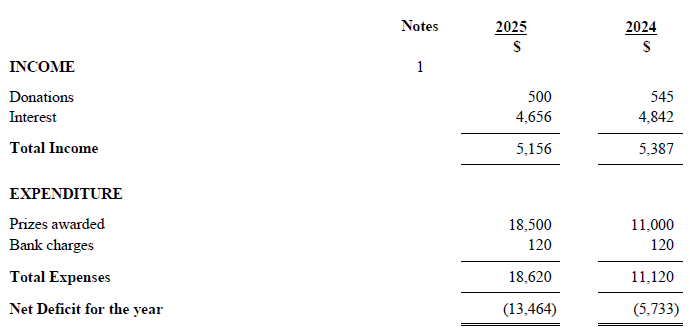 Notes 2025 2024
$ $
INCOME 1
Donations 500 545
Interest 4,656 4,842
Total Income 5,156 5,387
EXPENDITURE
Prizes awarded 18,500 11,000
Bank charges 120 120
Total Expenses 18,620 11,120
Net Deficit for the year (13,464) (5,733)